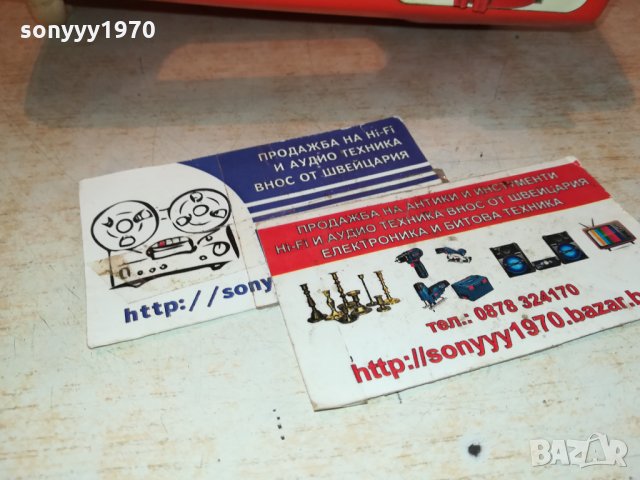 sonyyy1970
sonyyy1970
ПРОДАЖБА НА Hi-Fi
И АУДИО ТЕХНИКА
ВНОС ОТ ШВЕЙЦАРИЯ
http://sony
ПРОДАЖБА НА АНТИКИ И ИНСТРУМЕНТИ
Hi-Fi И АУДИО ТЕХНИКА ВНОС ОТ ШВЕЙЦАРИЯ
ЕЛЕКТРОНИКА И БИТОВА ТЕХНИКА
тел.: 0878 324170
http://sonyyy1970.bazar.b
BAZAR